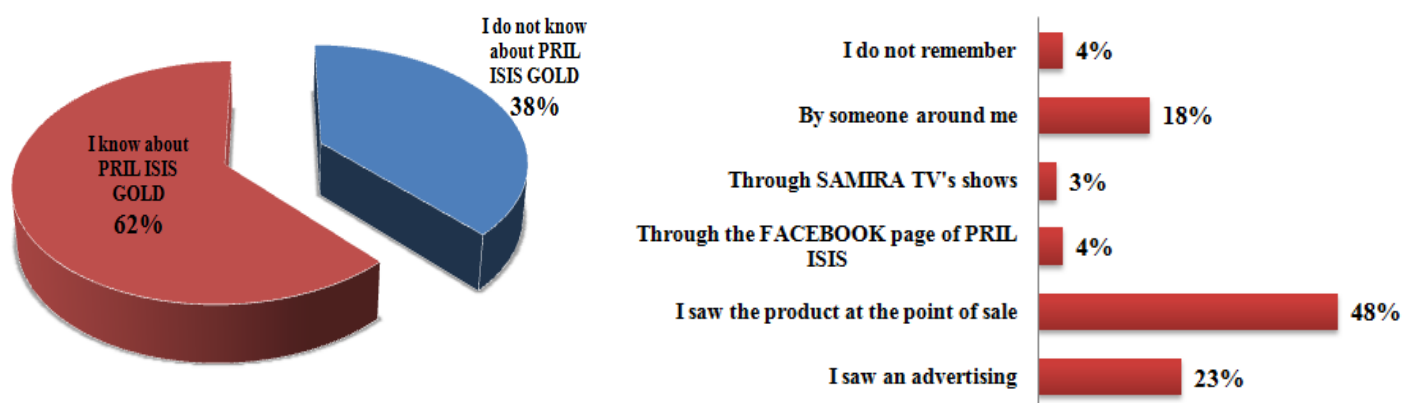 I do not know
about PRIL
ISIS GOLD
38%
I know about
PRIL ISIS
GOLD
62%
I do not remember
4%
By someone around me
18%
Through SAMIRA TV's shows
3%
Through the FACEBOOK page of PRIL
ISIS
4%
I saw the product at the point of sale
48%
I saw an advertising
23%